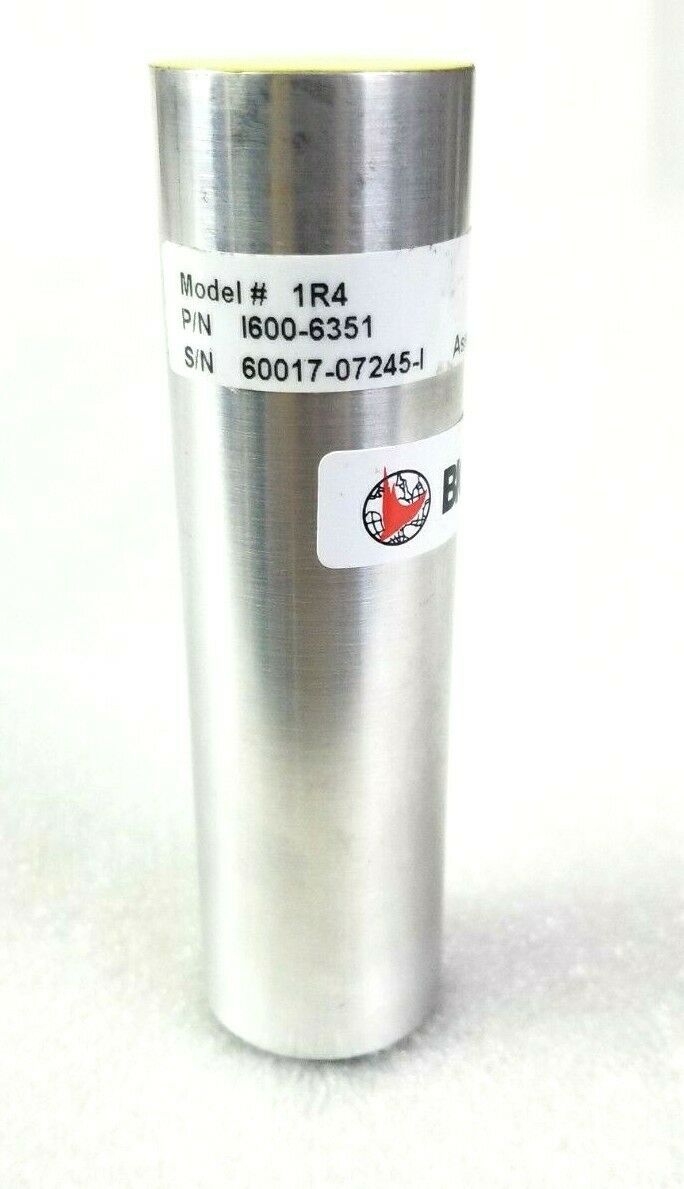 Model # 1R4
P/N I600-6351
S/N 60017-07245-I